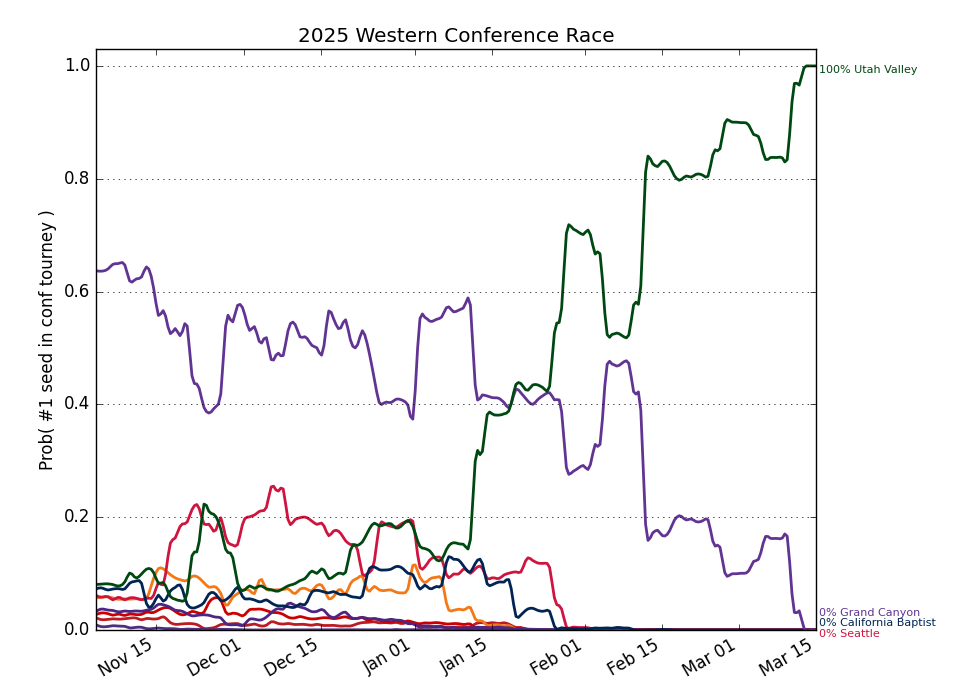 2025 Western Conference Race
Prob( #1 seed in conf tourney )
1.0
0.8
0.6
0.4
0.2
0.0
Nov 15
Dec 01
Dec 15
Jan 01
Jan 15
Feb 01
Feb 15
Mar 01
Mar 15
100% Utah Valley
0% Grand Canyon
0% California Baptist
0% Seattle